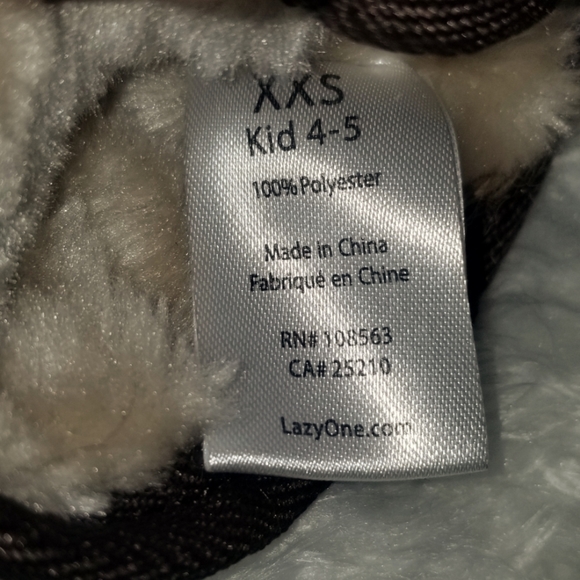 XXS
Kid 4-5
100% Polyester
Made in China
Fabriqué en Chine
RN# 108563
CA# 25210
LazyOne.com